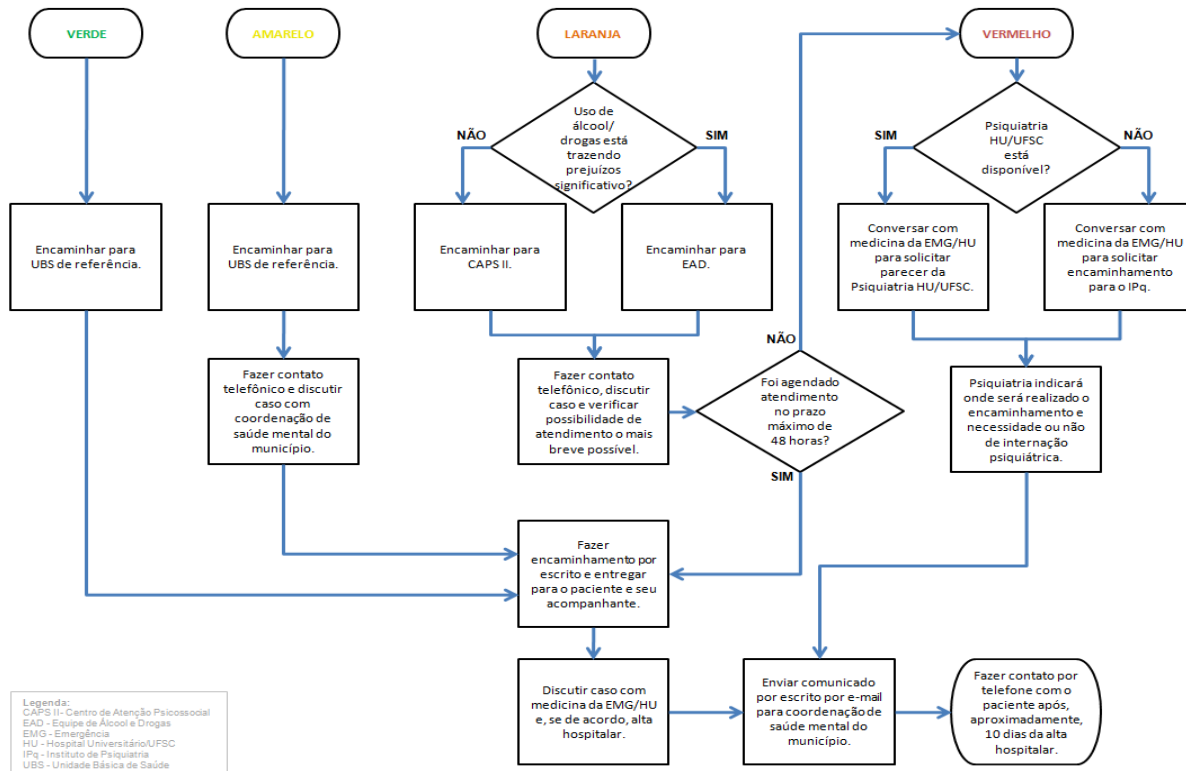 VERDE
AMARELO
LARANJA
VERMELHO
Uso de
álcool/
drogas está
trazendo
prejuízos
significativo?
NÃO
SIM
Psiquiatria
HU/UFSC
está
disponível?
SIM
NÃO
Encaminhar para
UBS de referência.
Encaminhar para
UBS de referência.
Encaminhar para
CAPS II.
Encaminhar para
EAD.
Conversar com
medicina da EMG/HU
para solicitar
parecer da
Psiquiatria HU/UFSC.
Conversar com
medicina da EMG/HU
para solicitar
encaminhamento
para o IPq.
Fazer contato
telefônico e discutir
caso com
coordenação de
saúde mental do
município.
Fazer contato
telefônico, discutir
caso e verificar
possibilidade de
atendimento o mais
breve possível.
NÃO
Foi agendado
atendimento
no prazo
máximo de
48 horas?
SIM
Psiquiatria indicará
onde será realizado o
encaminhamento e
necessidade ou não
de internação
psiquiátrica.
Fazer
encaminhamento por
escrito e entregar
para o paciente e seu
acompanhante.
Discutir caso com
medicina da EMG/HU
e, se de acordo, alta
hospitalar.
Enviar comunicado
por escrito por e-mail
para coordenação de
saúde mental do
município.
Fazer contato por
telefone com o
paciente após,
aproximadamente,
10 dias da alta
hospitalar.
Legenda:
CAPS II- Centro de Atenção Psicossocial
EAD - Equipe de Álcool e Drogas
EMG - Emergência
HU - Hospital Universitário/UFSC
IPq - Instituto de Psiquiatria
UBS - Unidade Básica de Saúde